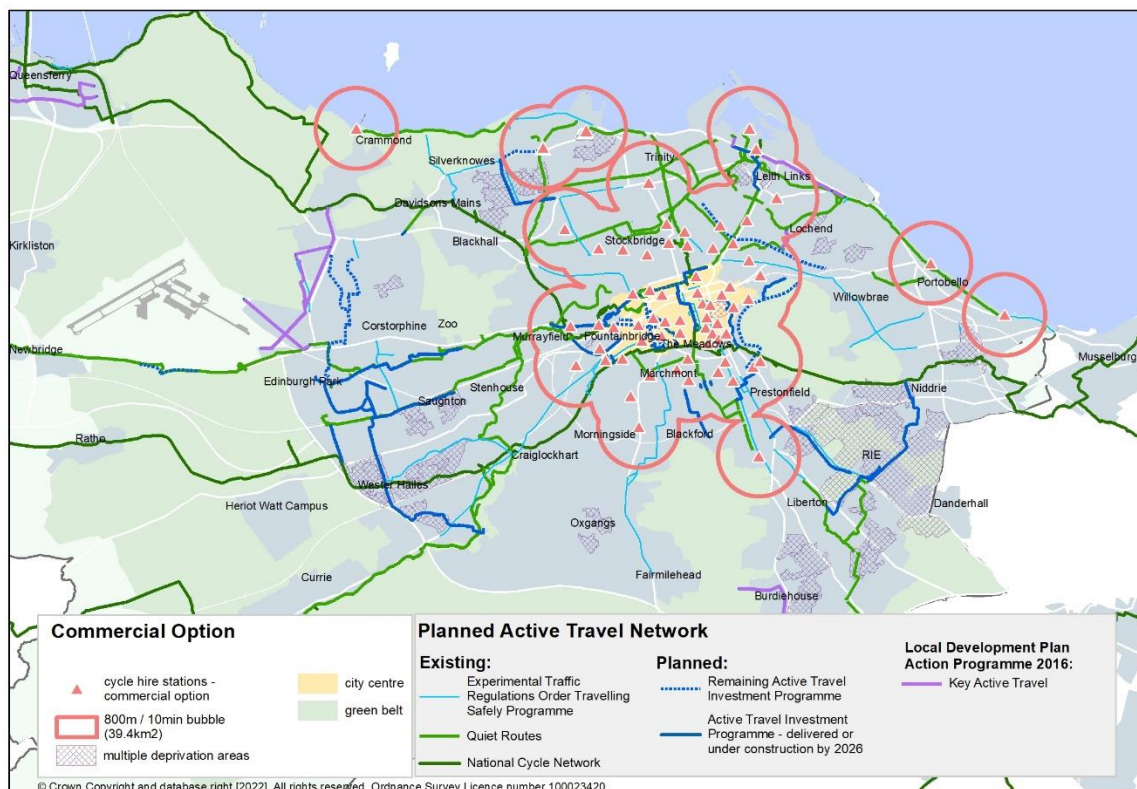 Queensferry
Crammond
Silverknowes
Trinity
Leith Links
Davidsons Mains
Kirkliston
Blackhall
Stockbridge
Lochend
Portobello
Willowbrae
Corstorphine
Zoo
Murrayfield
Fountainbridge
The Meadows
Newbridge
Musselburg
Edinburgh Park
Stenhouse
Marchmont
Prestonfield
Niddrie
Saughton
Ratho
Morningside
Blackford
Craiglockhart
RIE
Wester Hailes
Liberton
Danderhall
Heriot Watt Campus
Oxgangs
Currie
Fairmilehead
Burdiehouse
Commercial Option
cycle hire stations -
commercial option
800m / 10min bubble
(39.4km2)
multiple deprivation areas
city centre
green belt
Planned Active Travel Network
Existing:
Experimental Traffic
Regulations Order Travelling
Safely Programme
Quiet Routes
National Cycle Network
Planned:
Remaining Active Travel
Investment Programme
Active Travel Investment
Programme - delivered or
under construction by 2026
Local Development Plan
Action Programme 2016:
Key Active Travel
© Crown Copyright and database right [2022]. All rights reserved. Ordnance Survey Licence number 100023420